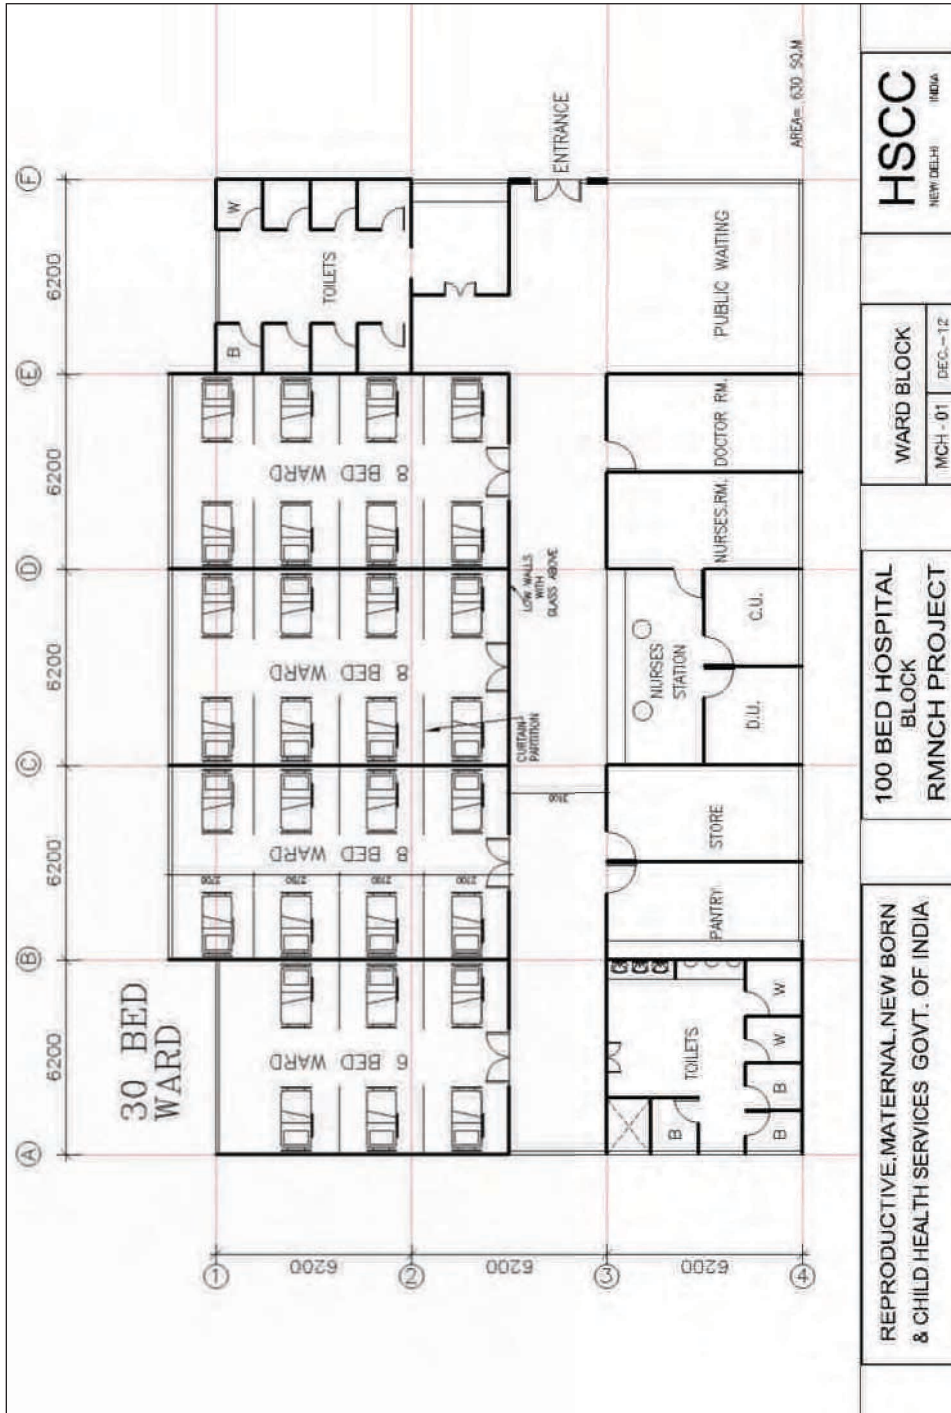 30 BED
WARD
A
B
C
D
E
F
6200
6200
6200
6200
6200
1
2
3
4
6200
6200
6200
6 BED WARD
8 BED WARD
8 BED WARD
8 BED WARD
2700
2700
2700
2700
CURTAIN
PARTITION
LOW WALLS
WITH
GLASS ABOVE
TOILETS
B
W
ENTRANCE
TOILETS
B
B
B
W
W
PANTRY
STORE
NURSES
STATION
D.U.
C.U.
NURSES.RM.
DOCTOR RM.
PUBLIC WAITING
AREA= 630 SQ.M
REPRODUCTIVE,MATERNAL,NEW BORN
& CHILD HEALTH SERVICES GOVT. OF INDIA
100 BED HOSPITAL
BLOCK
RMNCH PROJECT
WARD BLOCK
MCH - 01
DEC.-12
HSCC
NEW DELHI
INDIA